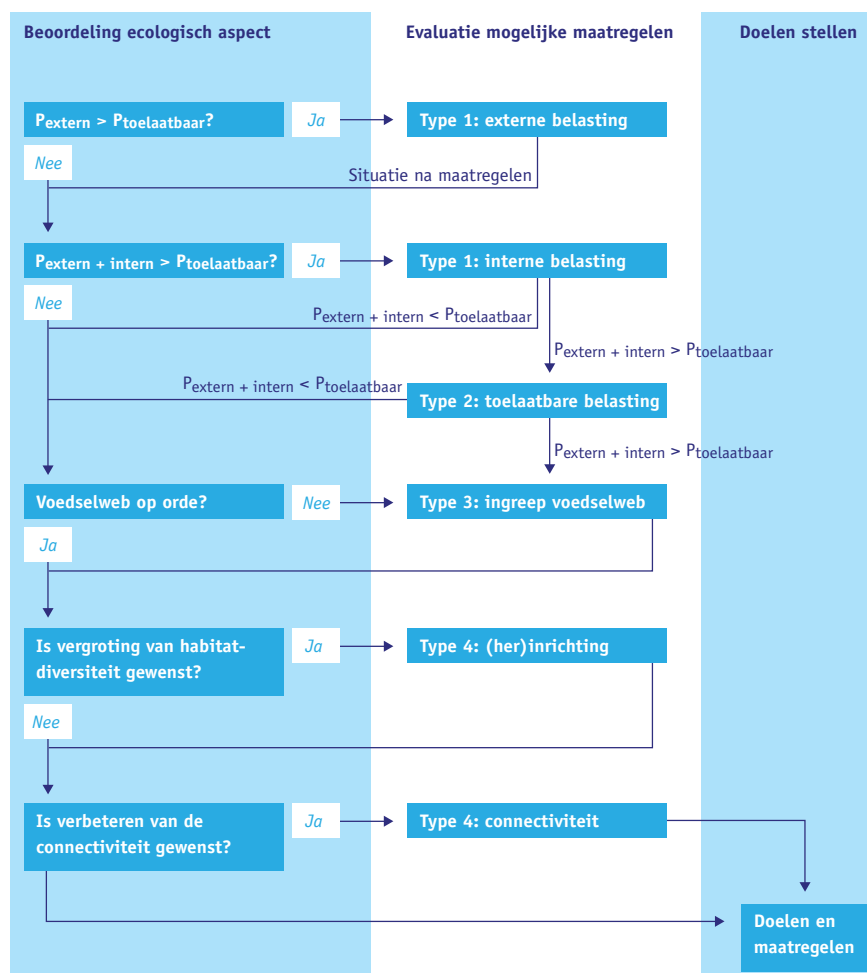 Beoordeling ecologisch aspect
Evaluatie mogelijke maatregelen
Doelen stellen
Pextern > Ptoelaatbaar?
Ja
Type 1: externe belasting
Nee
Situatie na maatregelen
Pextern + intern > Ptoelaatbaar?
Ja
Type 1: interne belasting
Nee
Pextern + intern < Ptoelaatbaar
Pextern + intern > Ptoelaatbaar
Pextern + intern < Ptoelaatbaar
Type 2: toelaatbare belasting
Pextern + intern > Ptoelaatbaar
Voedselweb op orde?
Nee
Type 3: ingreep voedselweb
Ja
Is vergroting van habitat-
diversiteit gewenst?
Ja
Type 4: (her)inrichting
Nee
Is verbeteren van de
connectiviteit gewenst?
Ja
Type 4: connectiviteit
Doelen en
maatregelen